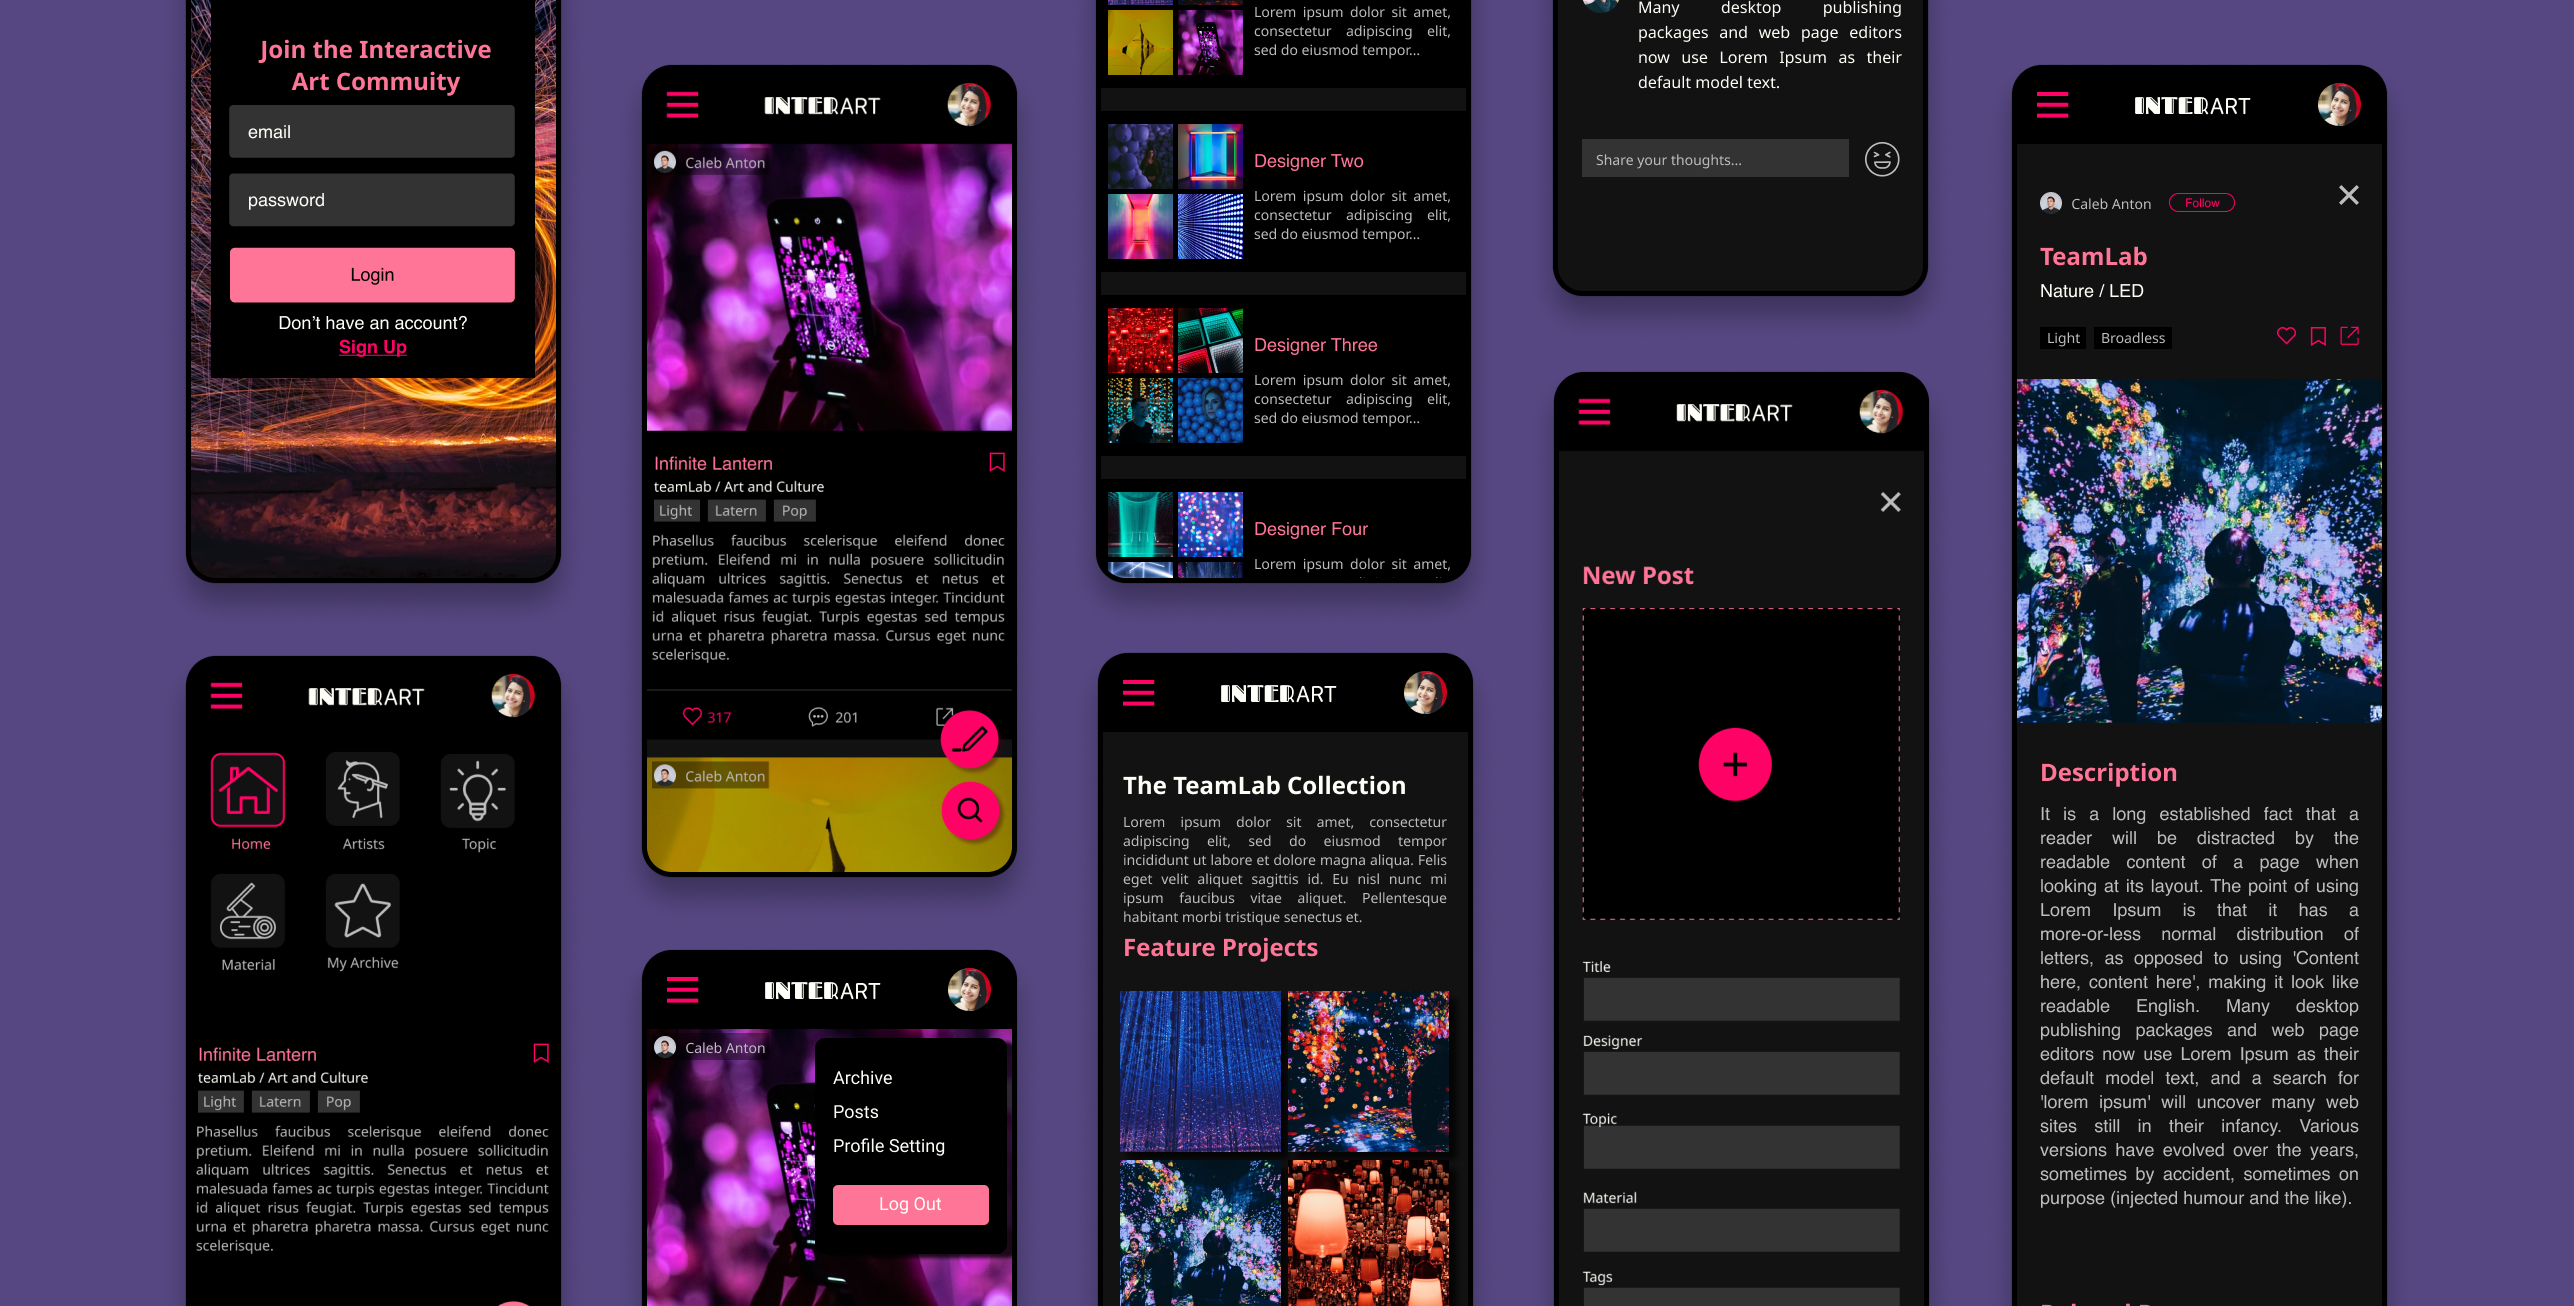 Join the Interactive
Art Commuity
email
password
Login
Don't have an account?
Sign Up
INTERART
Home
Artists
Topic
Material
My Archive
Infinite Lantern
teamLab / Art and Culture
Light
Latern
Pop
Phasellus faucibus scelerisque eleifend donec
pretium. Eleifend mi in nulla posuere sollicitudin
aliquam ultrices sagittis. Senectus et netus et
malesuada fames ac turpis egestas integer. Tincidunt
id aliquet risus feugiat. Turpis egestas sed tempus
urna et pharetra pharetra massa. Cursus eget nunc
scelerisque.
INTERART
Caleb Anton
Infinite Lantern
teamLab / Art and Culture
Light
Latern
Pop
Phasellus faucibus scelerisque eleifend donec
pretium. Eleifend mi in nulla posuere sollicitudin
aliquam ultrices sagittis. Senectus et netus et
malesuada fames ac turpis egestas integer. Tincidunt
id aliquet risus feugiat. Turpis egestas sed tempus
urna et pharetra pharetra massa. Cursus eget nunc
scelerisque.
317
201
Caleb Anton
INTERART
Caleb Anton
Archive
Posts
Profile Setting
Log Out
Lorem ipsum dolor sit amet,
consectetur adipiscing elit,
sed do eiusmod tempor...
Designer Two
Lorem ipsum dolor sit amet,
consectetur adipiscing elit,
sed do eiusmod tempor...
Designer Three
Lorem ipsum dolor sit amet,
consectetur adipiscing elit,
sed do eiusmod tempor...
Designer Four
Lorem ipsum dolor sit amet,
INTERART
The TeamLab Collection
Lorem ipsum dolor sit amet, consectetur
adipiscing elit, sed do eiusmod tempor
incididunt ut labore et dolore magna aliqua. Felis
eget velit aliquet sagittis id. Eu nisl nunc mi
ipsum faucibus vitae aliquet. Pellentesque
habitant morbi tristique senectus et.
Feature Projects
Many desktop publishing
packages and web page editors
now use Lorem Ipsum as their
default model text.
Share your thoughts...
INTERART
New Post
Title
Designer
Topic
Material
Tags
INTERART
Caleb Anton
Follow
TeamLab
Nature / LED
Light
Broadless
Description
It is a long established fact that a
reader will be distracted by the
readable content of a page when
looking at its layout. The point of using
Lorem Ipsum is that it has a
more-or-less normal distribution of
letters, as opposed to using 'Content
here, content here', making it look like
readable English. Many desktop
publishing packages and web page
editors now use Lorem Ipsum as their
default model text, and a search for
'lorem ipsum' will uncover many web
sites still in their infancy. Various
versions have evolved over the years,
sometimes by accident, sometimes on
purpose (injected humour and the like).